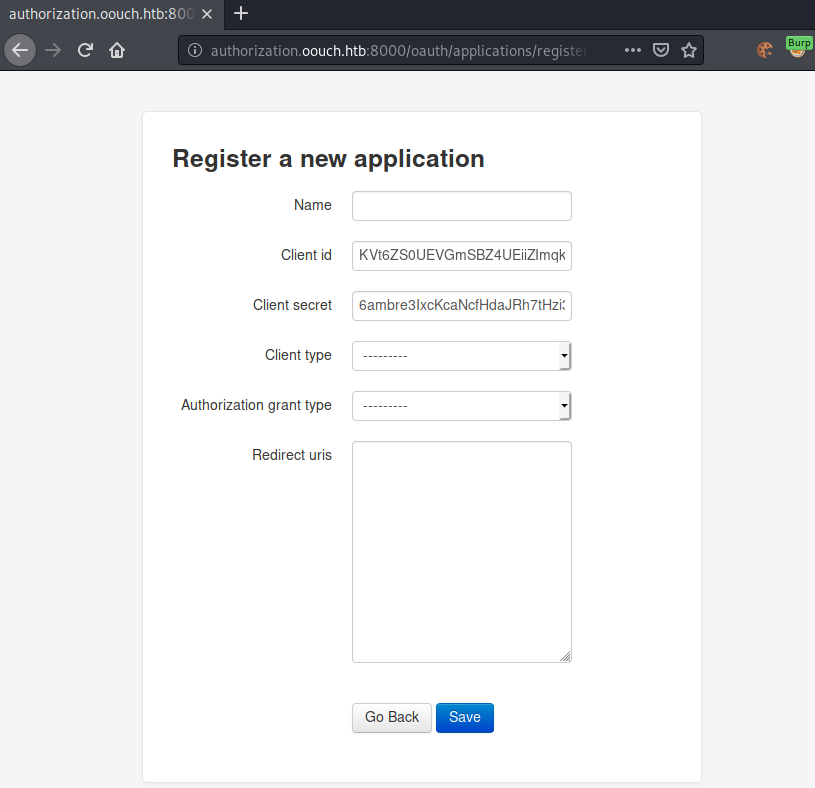 authorization.oouch.htb:800
authorization.oouch.htb:8000/oauth/applications/register
Burp
Register a new application
Name
Client id
KVt6ZS0UEVGmSBZ4UEiiZImqk
Client secret
6ambre3IxcKcaNcfHdaJRh7tHzi3
Client type
---------
Authorization grant type
---------
Redirect uris
Go Back
Save